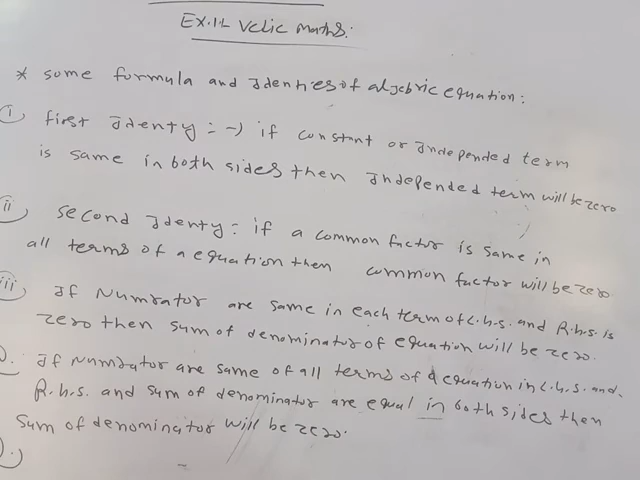 EX.11 Vedic maths:
* some formula and Identies of algebric equation:
i first Identy :-) if constant or Independed term
is same in both sides then Independed term will be zero
ii second Identy: if a common factor is same in
all terms of a equation then common factor will be zero.
iii If Numrator are same in each term of L.h.s. and R.h.s. is
zero then sum of denominator of equation will be zero.
). If Numrator are same of all terms of a equation in L.h.s. and.
R.h.s. and sum of denominator are equal in both sides then
sum of denominator will be zero.